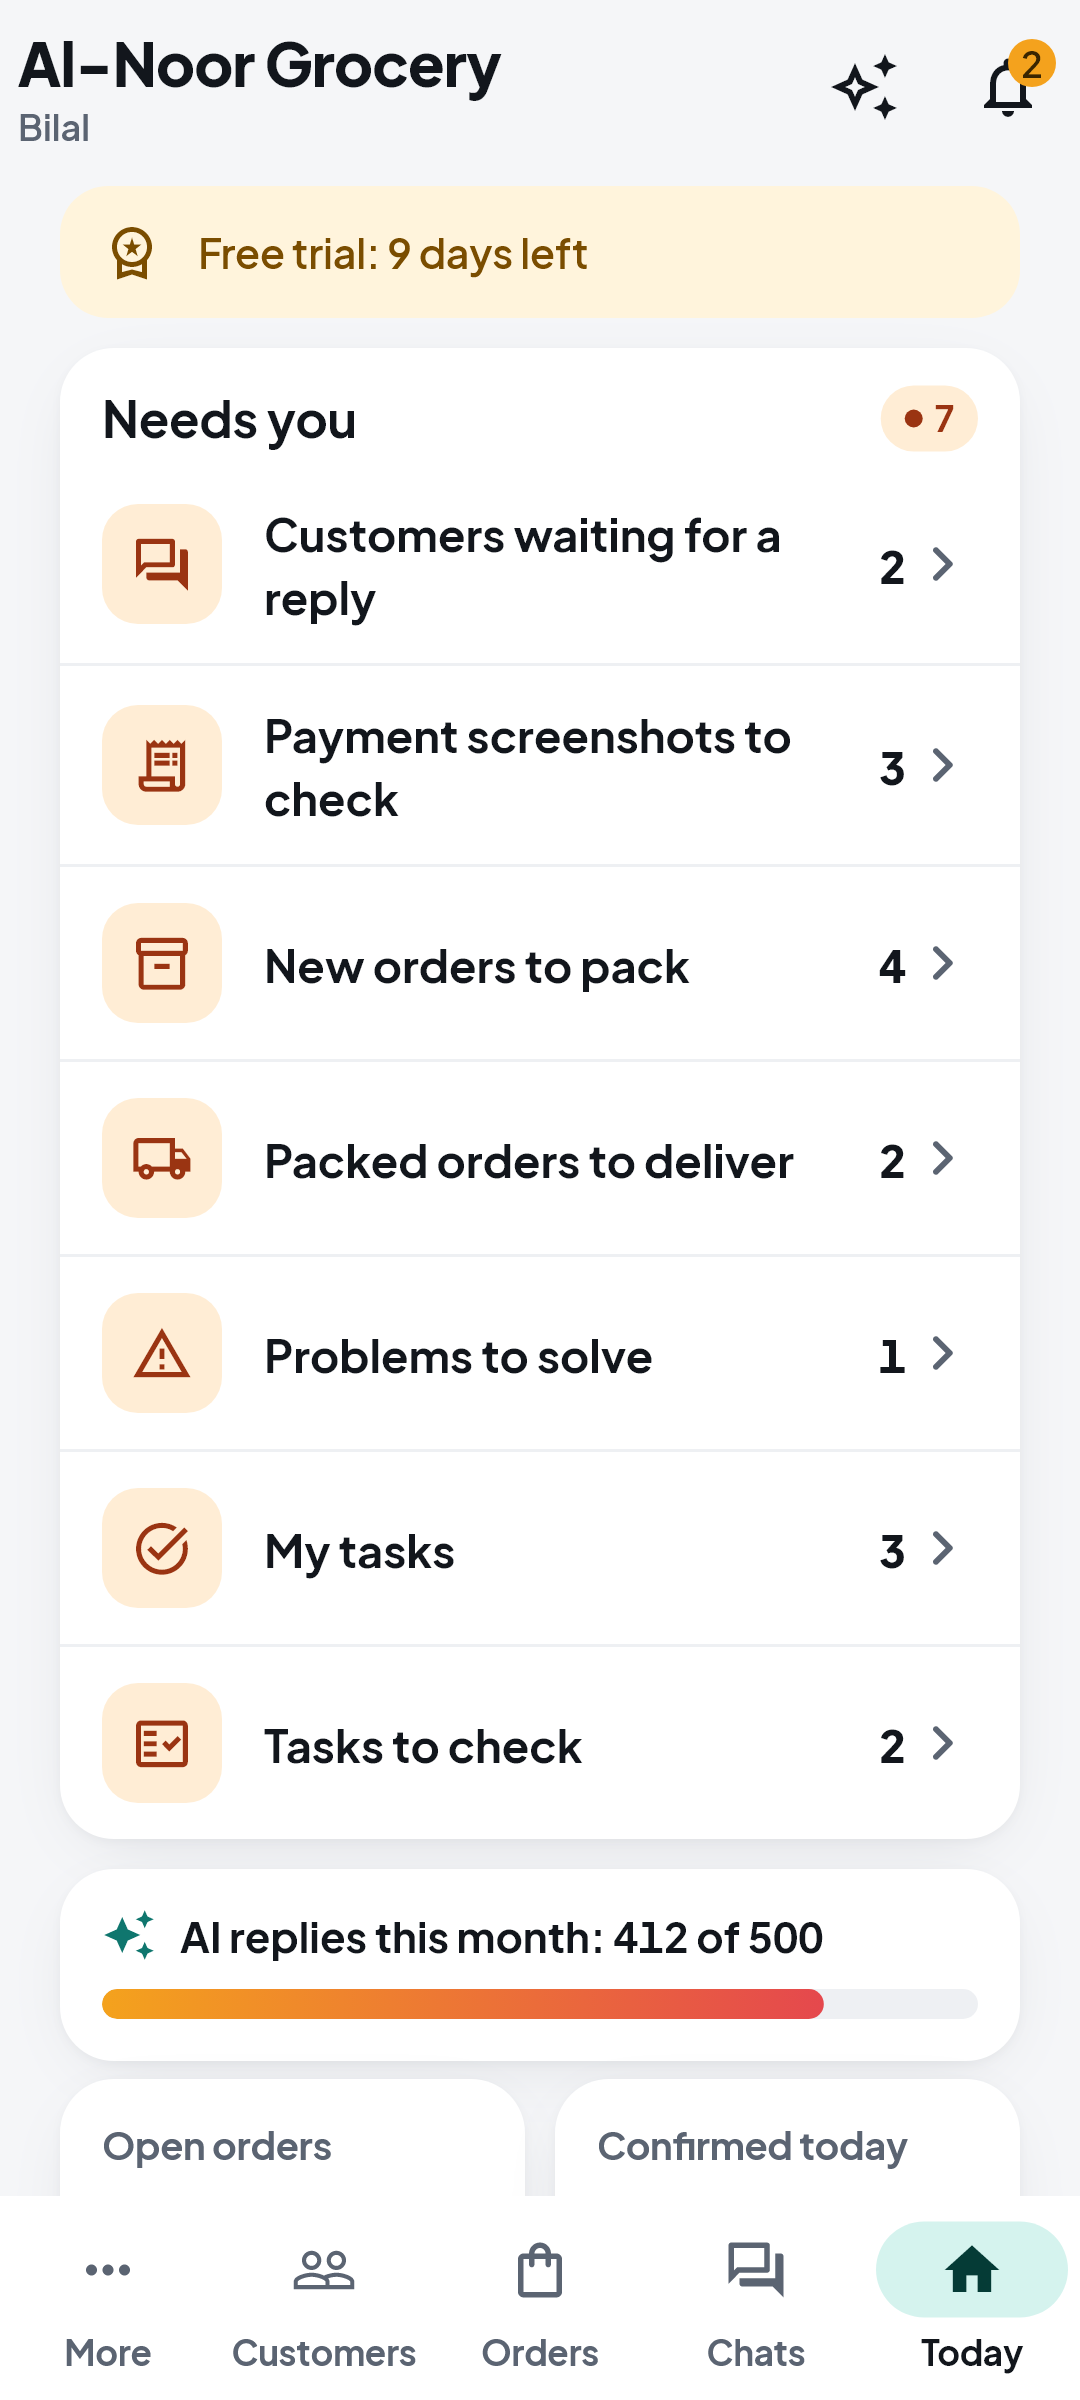 Al-Noor Grocery
Bilal
2
Free trial: 9 days left
Needs you
7
Customers waiting for a
reply
2
Payment screenshots to
check
3
New orders to pack
4
Packed orders to deliver
2
Problems to solve
1
My tasks
3
Tasks to check
2
AI replies this month: 412 of 500
Open orders
Confirmed today
More
Customers
Orders
Chats
Today